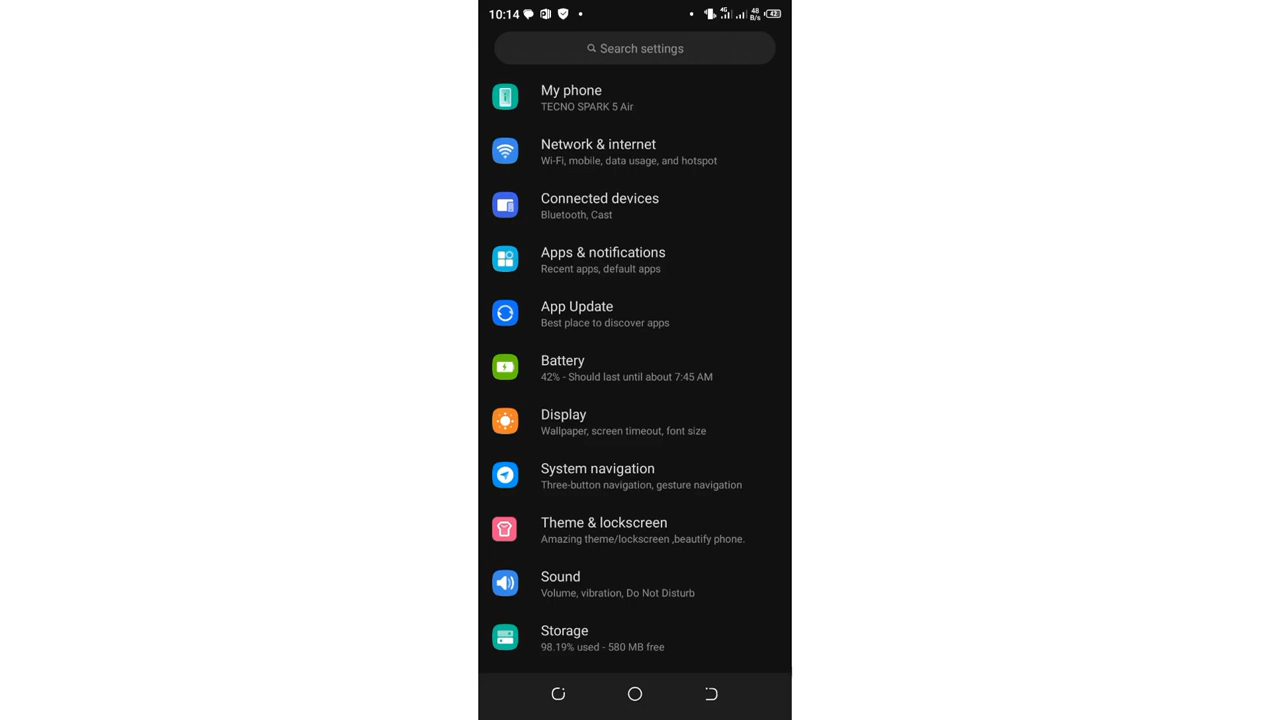 10:14
4G
48
B/s
42
Search settings
My phone
TECNO SPARK 5 Air
Network & internet
Wi-Fi, mobile, data usage, and hotspot
Connected devices
Bluetooth, Cast
Apps & notifications
Recent apps, default apps
App Update
Best place to discover apps
Battery
42% - Should last until about 7:45 AM
Display
Wallpaper, screen timeout, font size
System navigation
Three-button navigation, gesture navigation
Theme & lockscreen
Amazing theme/lockscreen ,beautify phone.
Sound
Volume, vibration, Do Not Disturb
Storage
98.19% used - 580 MB free